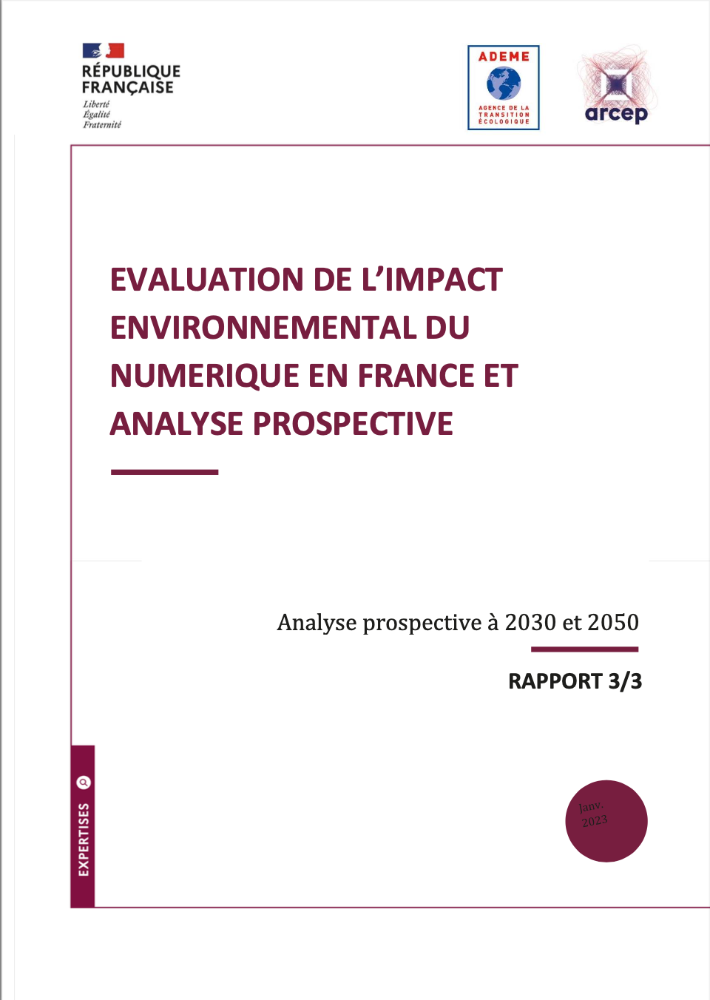 RÉPUBLIQUE
FRANÇAISE
Liberté
Égalité
Fraternité
ADEME
AGENCE DE LA
TRANSITION
ÉCOLOGIQUE
arcep
EVALUATION DE L’IMPACT
ENVIRONNEMENTAL DU
NUMERIQUE EN FRANCE ET
ANALYSE PROSPECTIVE
Analyse prospective à 2030 et 2050
RAPPORT 3/3
EXPERTISES
Janv.
2023